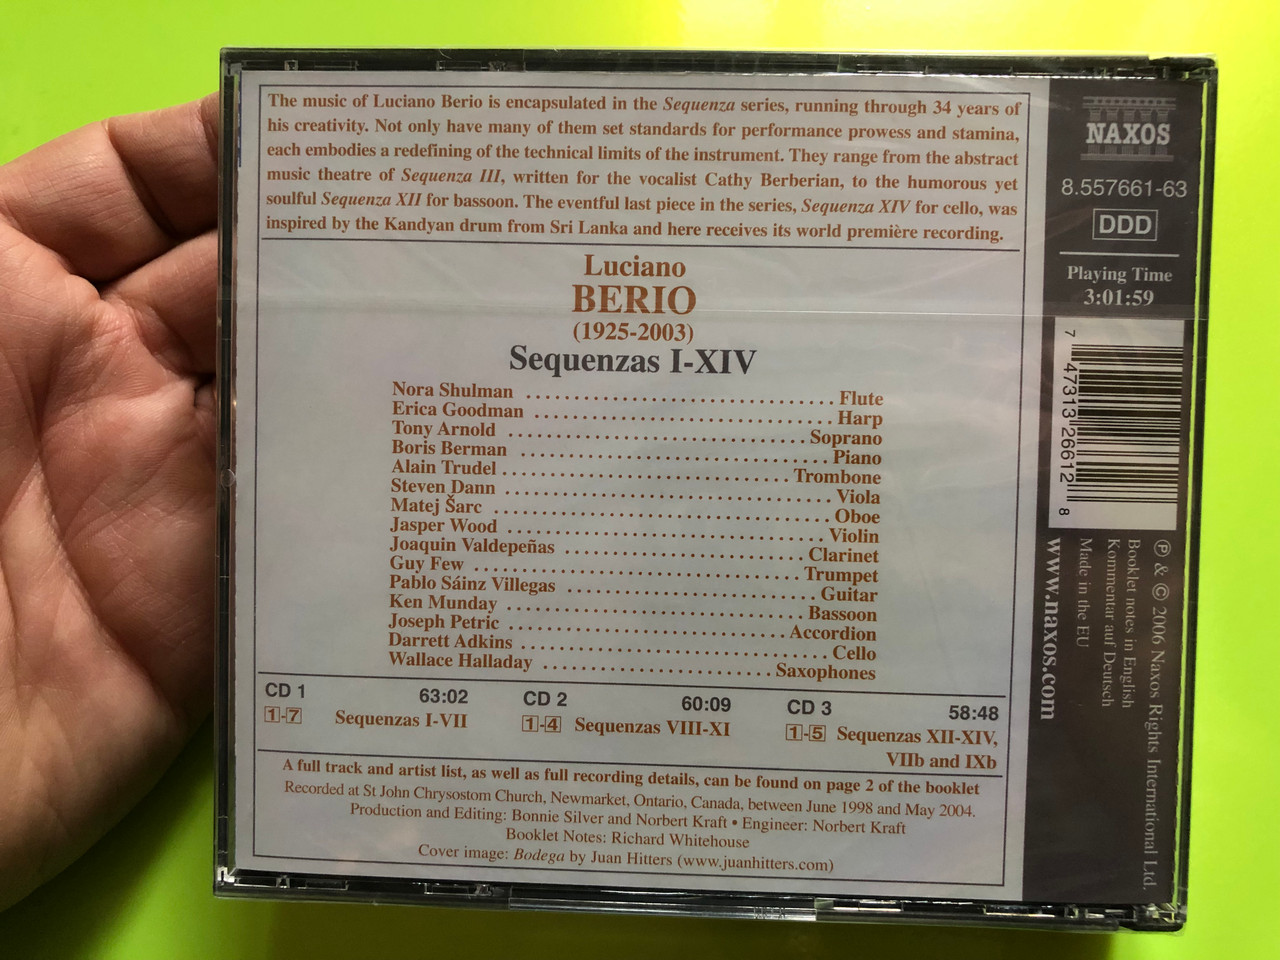 The music of Luciano Berio is encapsulated in the Sequenza series, running through 34 years of
his creativity. Not only have many of them set standards for performance prowess and stamina,
each embodies a redefining of the technical limits of the instrument. They range from the abstract
music theatre of Sequenza III, written for the vocalist Cathy Berberian, to the humorous yet
soulful Sequenza XII for bassoon. The eventful last piece in the series, Sequenza XIV for cello, was
inspired by the Kandyan drum from Sri Lanka and here receives its world première recording.
Luciano
BERIO
(1925-2003)
Sequenzas I-XIV
Nora Shulman ........................ Flute
Erica Goodman ........................ Harp
Tony Arnold ........................ Soprano
Boris Berman ........................ Piano
Alain Trudel ........................ Trombone
Steven Dann ........................ Viola
Matej Šarc ........................ Oboe
Jasper Wood ........................ Violin
Joaquin Valdepeñas ........................ Clarinet
Guy Few ........................ Trumpet
Pablo Sáinz Villegas ........................ Guitar
Ken Munday ........................ Bassoon
Joseph Petric ........................ Accordion
Darrett Adkins ........................ Cello
Wallace Halladay ........................ Saxophones
CD 1 63:02
1-7 Sequenzas I-VII
CD 2 60:09
1-4 Sequenzas VIII-XI
CD 3 58:48
1-5 Sequenzas XII-XIV,
VIIb and IXb
A full track and artist list, as well as full recording details, can be found on page 2 of the booklet
Recorded at St John Chrysostom Church, Newmarket, Ontario, Canada, between June 1998 and May 2004.
Production and Editing: Bonnie Silver and Norbert Kraft • Engineer: Norbert Kraft
Booklet Notes: Richard Whitehouse
Cover image: Bodega by Juan Hitters (www.juanhitters.com)
NAXOS
8.557661-63
DDD
Playing Time
3:01:59
7 47313 26612 8
℗ & © 2006 Naxos Rights International Ltd.
Booklet notes in English
Kommentar auf Deutsch
Made in the EU
www.naxos.com